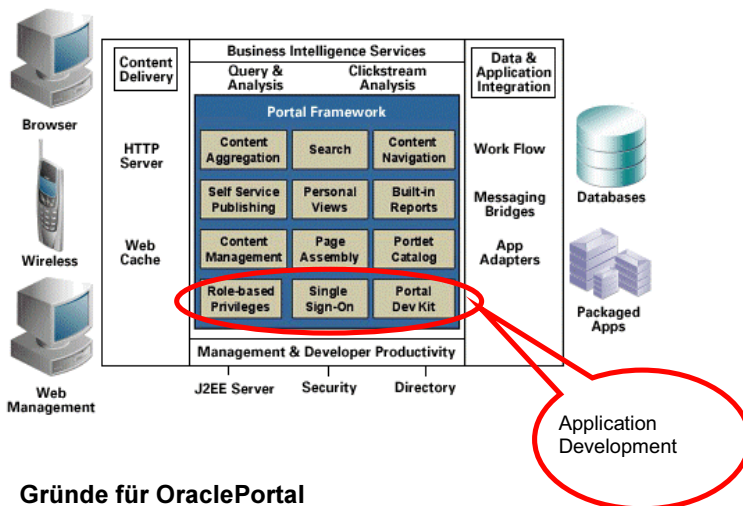 Business Intelligence Services
Content
Delivery
Query &
Analysis
Clickstream
Analysis
Data &
Application
Integration
Browser
Portal Framework
HTTP
Server
Content
Aggregation
Search
Content
Navigation
Work Flow
Self Service
Publishing
Personal
Views
Built-in
Reports
Messaging
Bridges
Databases
Wireless
Web
Cache
Content
Management
Page
Assembly
Portlet
Catalog
App
Adapters
Role-based
Privileges
Single
Sign-On
Portal
Dev Kit
Packaged
Apps
Management & Developer Productivity
Web
Management
J2EE Server
Security
Directory
Application
Development
Gründe für OraclePortal